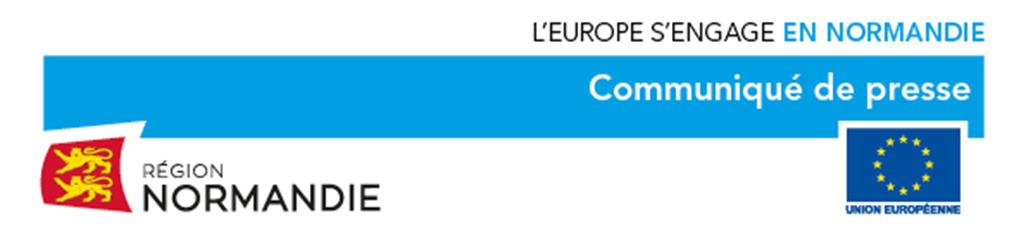 L'EUROPE S'ENGAGE EN NORMANDIE
Communiqué de presse
RÉGION
NORMANDIE
UNION EUROPÉENNE